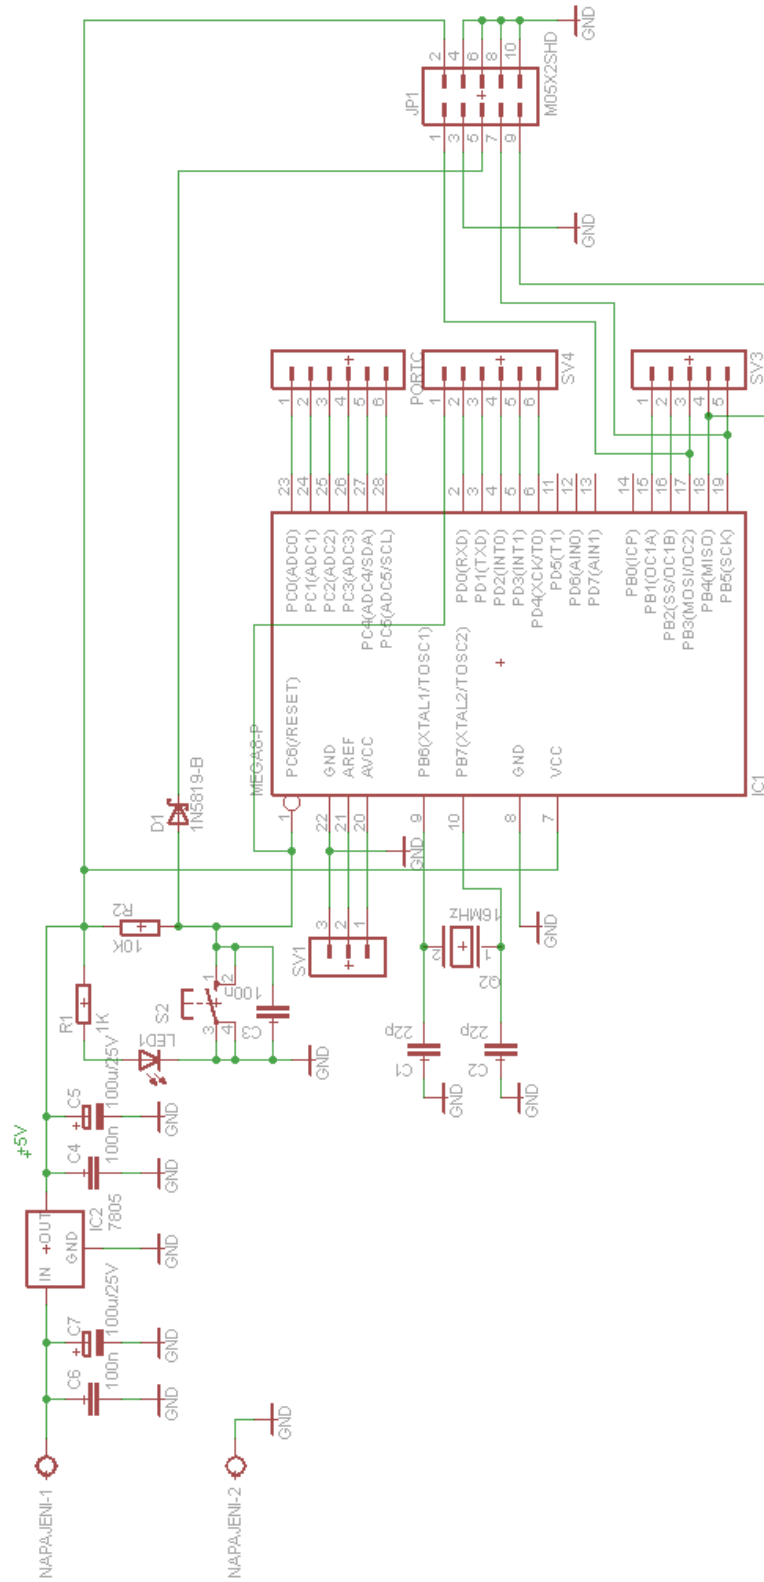 NAPAJENI-1
NAPAJENI-2
GND
C6
100n
GND
C7
100u/25V
GND
IN
+OUT
GND
IC2
7805
GND
+5V
C4
100n
GND
C5
100u/25V
GND
R1
1K
LED1
R2
10K
S2
1
2
3
4
C3
100n
GND
D1
1N5819-B
SV1
3
2
1
GND
C1
22p
GND
C2
22p
GND
Q2
16MHz
2
1
GND
MEGA8-P
IC1
1
PC6(/RESET)
22
GND
21
AREF
20
AVCC
9
PB6(XTAL1/TOSC1)
10
PB7(XTAL2/TOSC2)
8
GND
7
VCC
PC0(ADC0)
23
PC1(ADC1)
24
PC2(ADC2)
25
PC3(ADC3)
26
PC4(ADC4/SDA)
27
PC5(ADC5/SCL)
28
PD0(RXD)
2
PD1(TXD)
3
PD2(INT0)
4
PD3(INT1)
5
PD4(XCK/T0)
6
PD5(T1)
11
PD6(AIN0)
12
PD7(AIN1)
13
PB0(ICP)
14
PB1(OC1A)
15
PB2(SS/OC1B)
16
PB3(MOSI/OC2)
17
PB4(MISO)
18
PB5(SCK)
19
1
2
3
4
5
6
PORTC
1
2
3
4
5
6
SV4
1
2
3
4
5
SV3
JP1
1
3
5
7
9
2
4
6
8
10
M05X2SHD
GND
GND